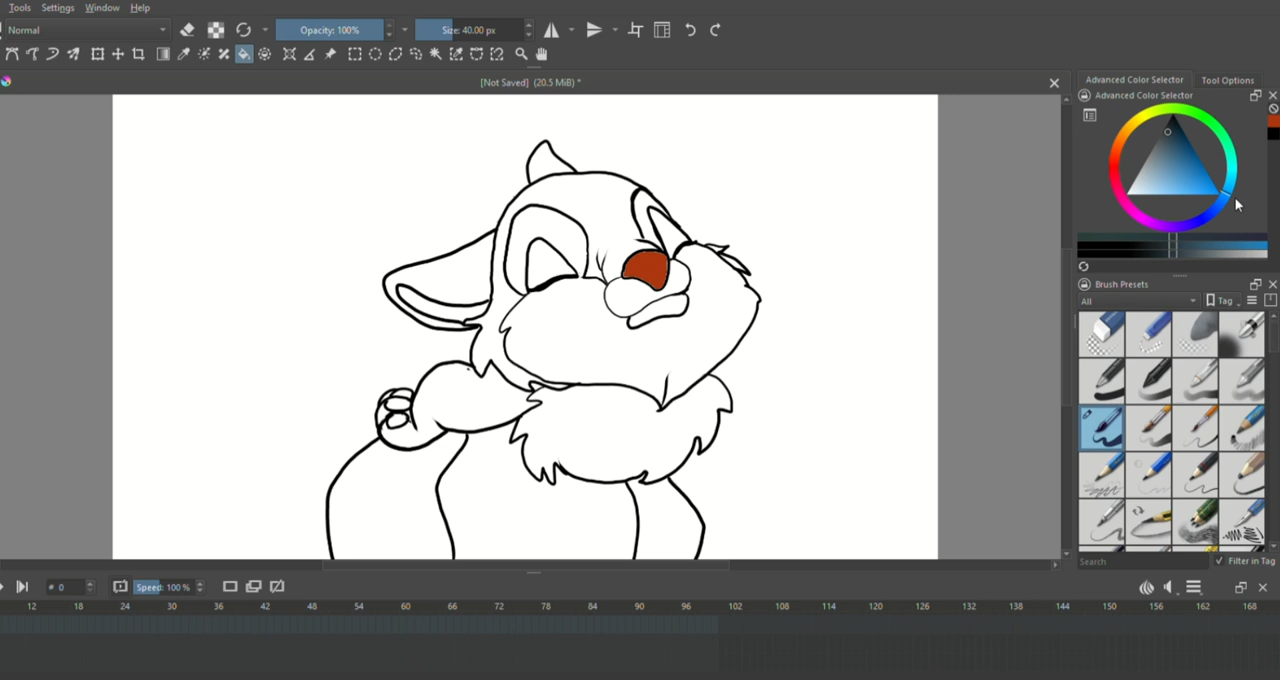 Tools Settings Window Help
Normal Opacity: 100% Size: 40.00 px
[Not Saved] (20.5 MiB) * Advanced Color Selector Tool Options
Advanced Color Selector
Brush Presets
All Tag
Search Filter in Tag
# 0 Speed: 100 %
12 18 24 30 36 42 48 54 60 66 72 78 84 90 96 102 108 114 120 126 132 138 144 150 156 162 168